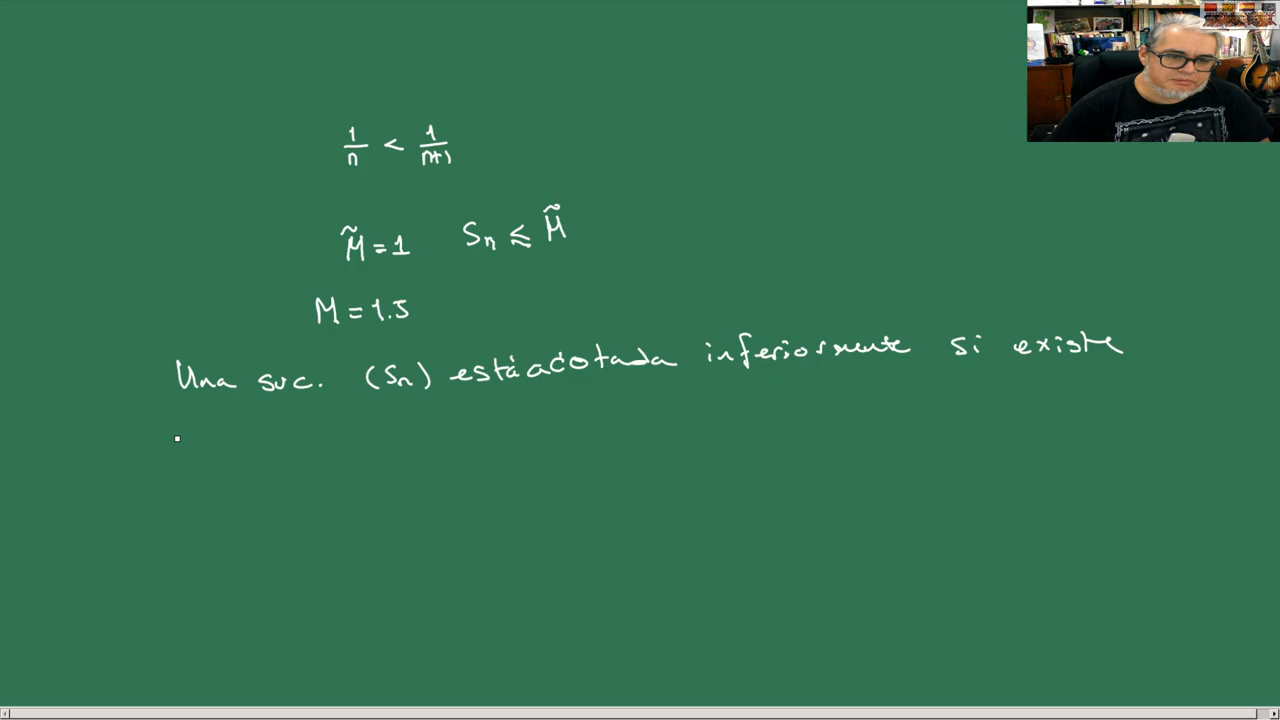 1/n < 1/n+1
M̃ = 1 Sn ≤ M̃
M = 1.5
Una suc. (Sn) está acotada inferiormente si existe